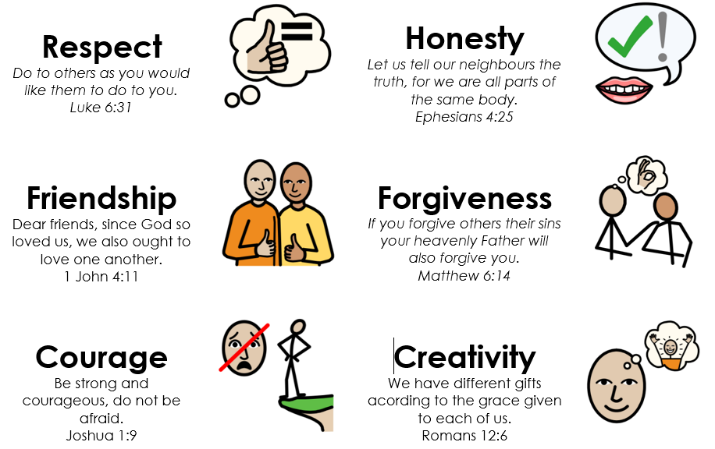 Respect
Do to others as you would
like them to do to you.
Luke 6:31
Honesty
Let us tell our neighbours the
truth, for we are all parts of
the same body.
Ephesians 4:25
Friendship
Dear friends, since God so
loved us, we also ought to
love one another.
1 John 4:11
Forgiveness
If you forgive others their sins
your heavenly Father will
also forgive you.
Matthew 6:14
Courage
Be strong and
courageous, do not be
afraid.
Joshua 1:9
Creativity
We have different gifts
acording to the grace given
to each of us.
Romans 12:6